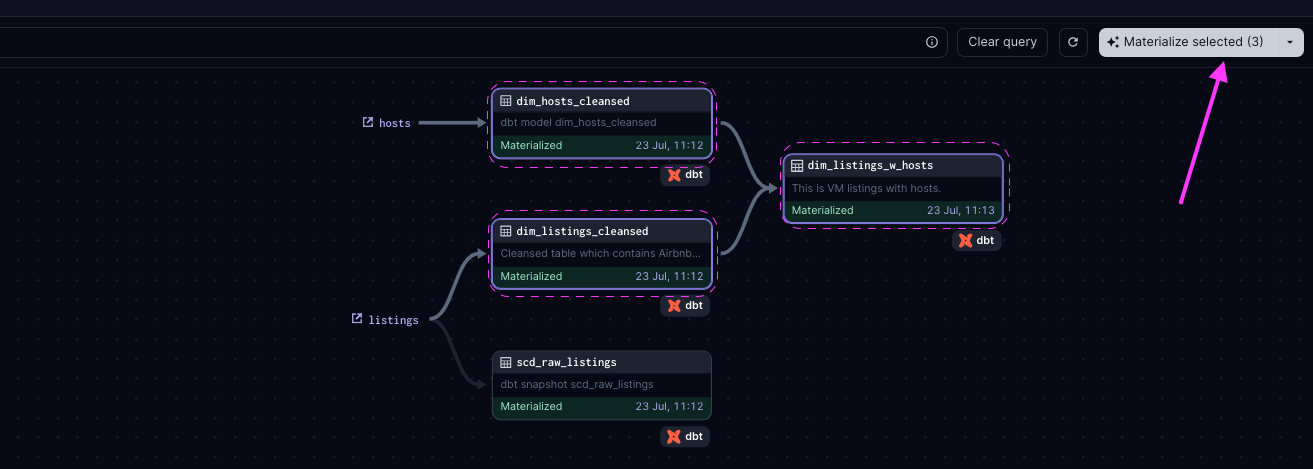 Clear query
Materialize selected (3)
hosts
dim_hosts_cleansed
dbt model dim_hosts_cleansed
Materialized 23 Jul, 11:12
dbt
dim_listings_w_hosts
This is VM listings with hosts.
Materialized 23 Jul, 11:13
dbt
dim_listings_cleansed
Cleansed table which contains Airbnb...
Materialized 23 Jul, 11:12
dbt
listings
scd_raw_listings
dbt snapshot scd_raw_listings
Materialized 23 Jul, 11:12
dbt